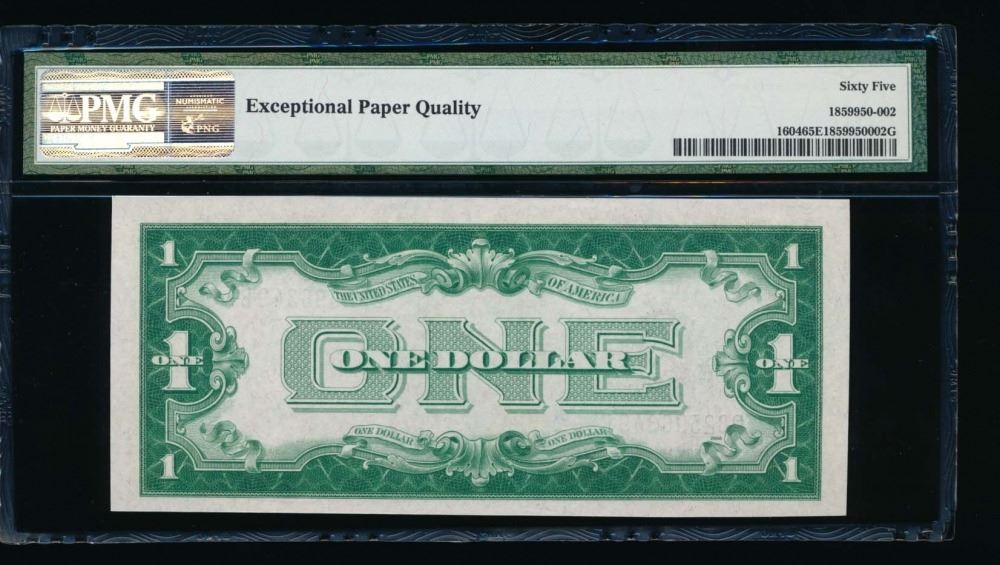 PMG
PAPER MONEY GUARANTY
NUMISMATIC
PNG
Exceptional Paper Quality
Sixty Five
1859950-002
160465E1859950002G
1 1
THE UNITED STATES OF AMERICA
ONE
ONE DOLLAR
1 ONE 1 ONE
ONE DOLLAR ONE DOLLAR
1 1